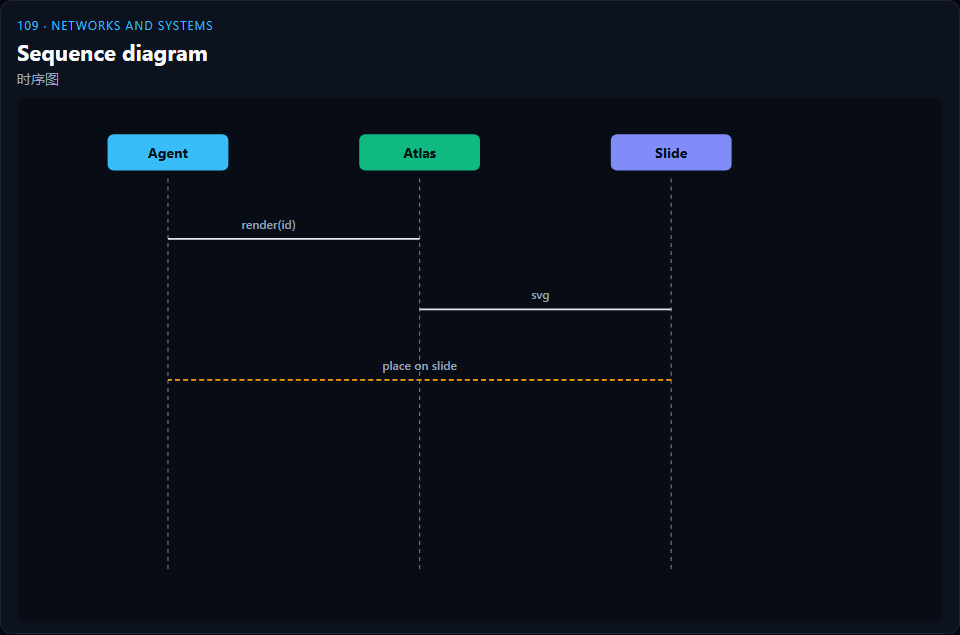 109 · NETWORKS AND SYSTEMS
Sequence diagram
时序图
Agent
Atlas
Slide
render(id)
svg
place on slide